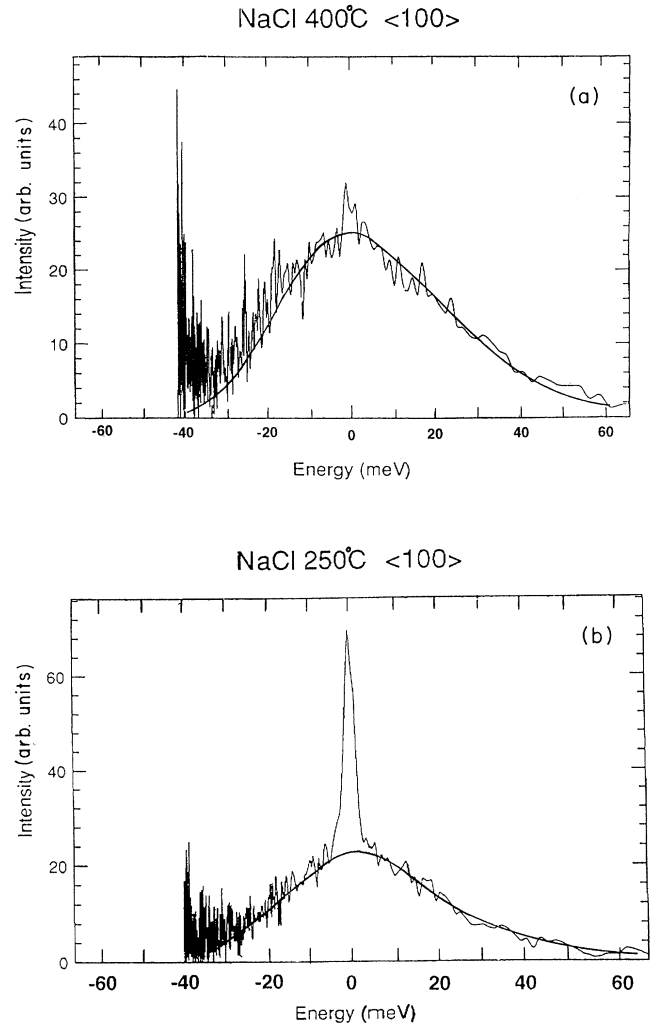 NaCl 400°C <100>
(a)
Intensity (arb. units)
40
30
20
10
0
-60 -40 -20 0 20 40 60
Energy (meV)
NaCl 250°C <100>
(b)
Intensity (arb. units)
60
40
20
0
-60 -40 -20 0 20 40 60
Energy (meV)